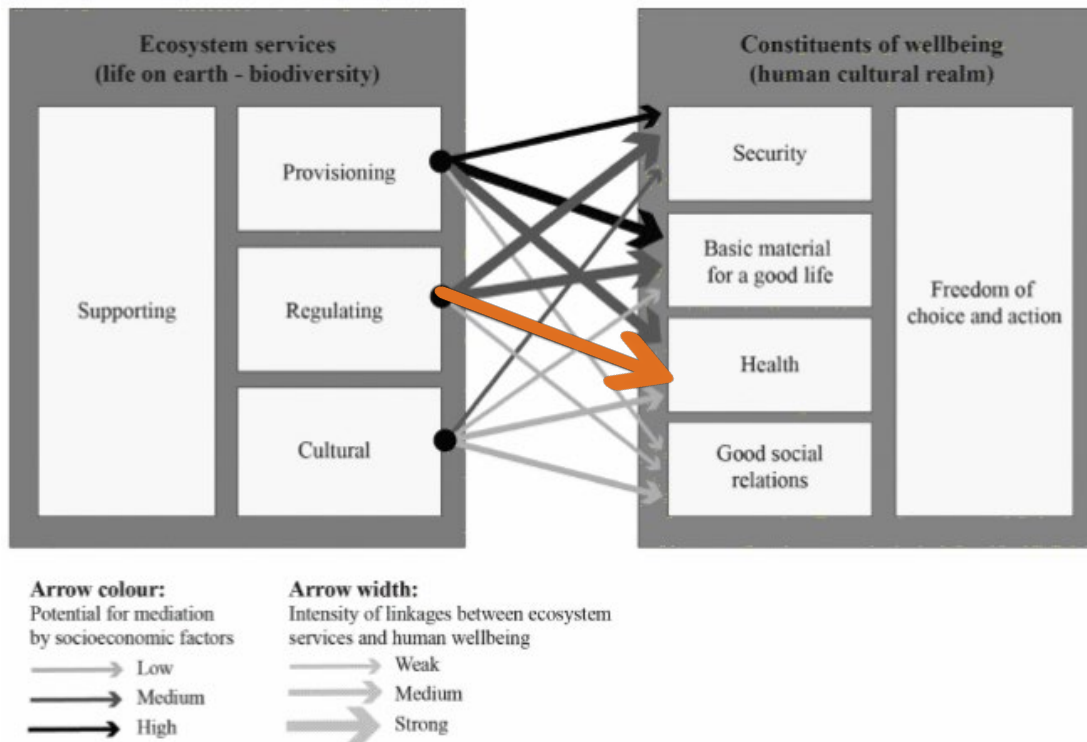 Ecosystem services
(life on earth - biodiversity)
Supporting
Provisioning
Regulating
Cultural
Constituents of wellbeing
(human cultural realm)
Security
Basic material
for a good life
Health
Good social
relations
Freedom of
choice and action
Arrow colour:
Potential for mediation
by socioeconomic factors
Low
Medium
High
Arrow width:
Intensity of linkages between ecosystem
services and human wellbeing
Weak
Medium
Strong